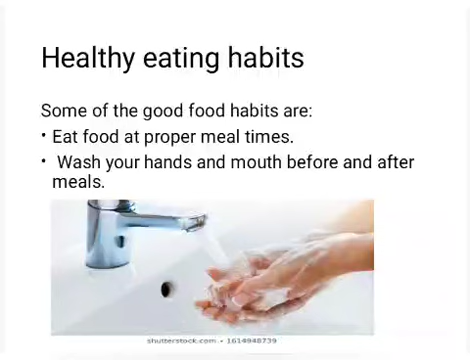 Healthy eating habits
Some of the good food habits are:
• Eat food at proper meal times.
• Wash your hands and mouth before and after
meals.
shutterstock.com • 1614948739